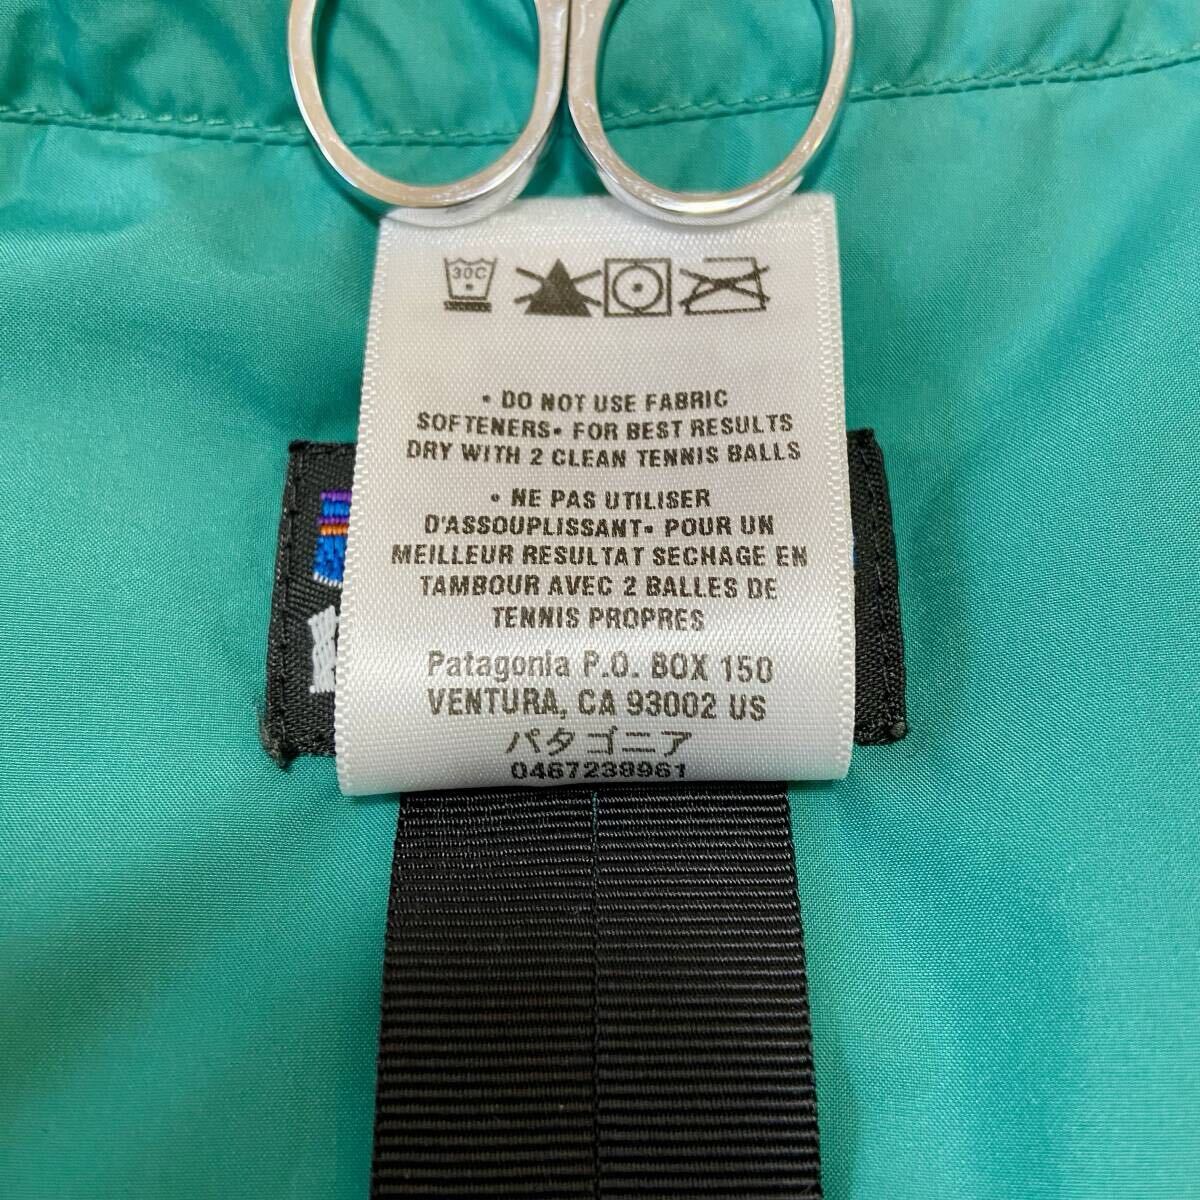 30C
• DO NOT USE FABRIC
SOFTENERS• FOR BEST RESULTS
DRY WITH 2 CLEAN TENNIS BALLS
• NE PAS UTILISER
D'ASSOUPLISSANT• POUR UN
MEILLEUR RESULTAT SECHAGE EN
TAMBOUR AVEC 2 BALLES DE
TENNIS PROPRES
Patagonia P.O. BOX 150
VENTURA, CA 93002 US
パタゴニア
0467238961